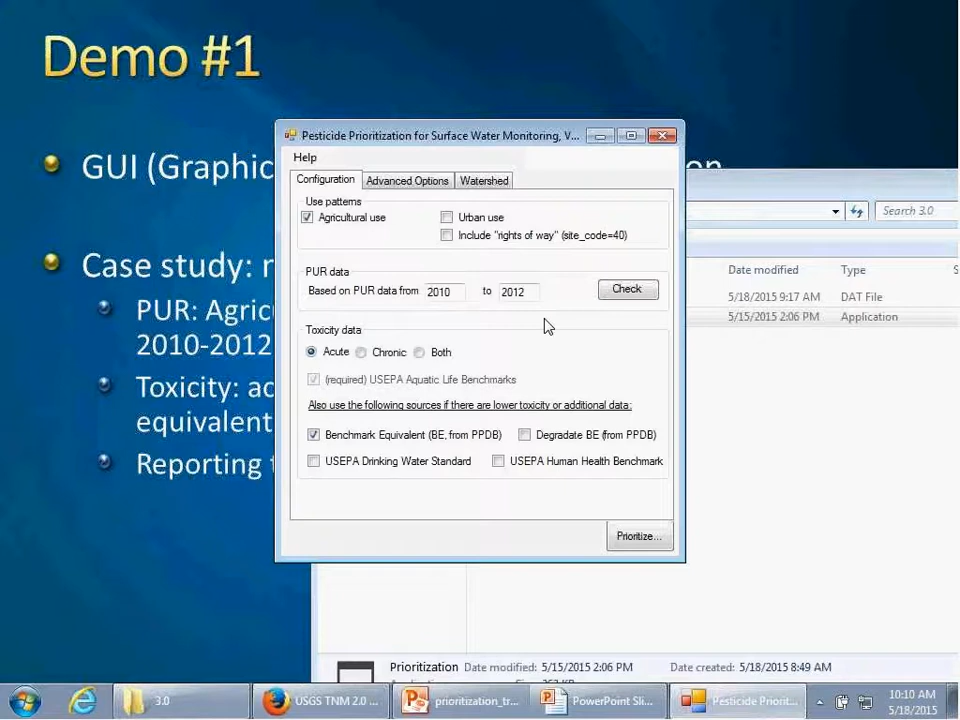 Demo #1
GUI (Graphic
on
Case study: r
PUR: Agric
2010-2012
Toxicity: ac
equivalent
Reporting t
Pesticide Prioritization for Surface Water Monitoring, V...
Help
Configuration Advanced Options Watershed
Use patterns
Agricultural use Urban use
Include "rights of way" (site_code=40)
PUR data
Based on PUR data from 2010 to 2012 Check
Toxicity data
Acute Chronic Both
(required) USEPA Aquatic Life Benchmarks
Also use the following sources if there are lower toxicity or additional data:
Benchmark Equivalent (BE, from PPDB) Degradate BE (from PPDB)
USEPA Drinking Water Standard USEPA Human Health Benchmark
Prioritize...
Search 3.0
Date modified Type S
5/18/2015 9:17 AM DAT File
5/15/2015 2:06 PM Application
Prioritization Date modified: 5/15/2015 2:06 PM Date created: 5/18/2015 8:49 AM
3.0 USGS TNM 2.0 ... prioritization_tr... PowerPoint Sli... Pesticide Priorit... 10:10 AM
5/18/2015